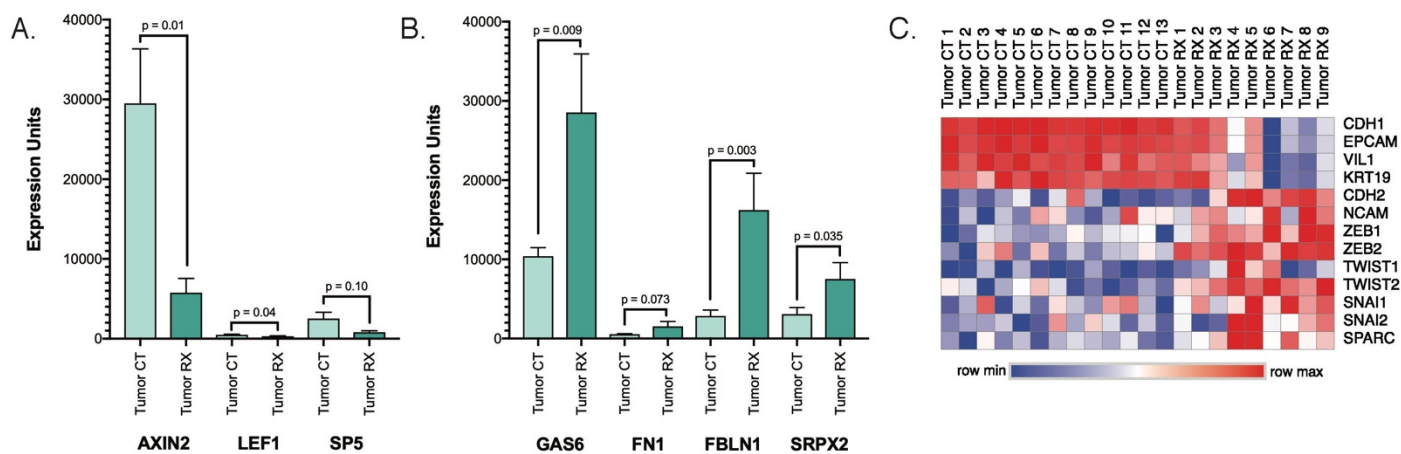 A.
Expression Units
40000
30000
20000
10000
0
p = 0.01
p = 0.04
p = 0.10
Tumor CT
Tumor RX
Tumor CT
Tumor RX
Tumor CT
Tumor RX
AXIN2
LEF1
SP5
B.
Expression Units
40000
30000
20000
10000
0
p = 0.009
p = 0.073
p = 0.003
p = 0.035
Tumor CT
Tumor RX
Tumor CT
Tumor RX
Tumor CT
Tumor RX
Tumor CT
Tumor RX
GAS6
FN1
FBLN1
SRPX2
C.
Tumor CT 1
Tumor CT 2
Tumor CT 3
Tumor CT 4
Tumor CT 5
Tumor CT 6
Tumor CT 7
Tumor CT 8
Tumor CT 9
Tumor CT 10
Tumor CT 11
Tumor CT 12
Tumor CT 13
Tumor RX 1
Tumor RX 2
Tumor RX 3
Tumor RX 4
Tumor RX 5
Tumor RX 6
Tumor RX 7
Tumor RX 8
Tumor RX 9
CDH1
EPCAM
VIL1
KRT19
CDH2
NCAM
ZEB1
ZEB2
TWIST1
TWIST2
SNAI1
SNAI2
SPARC
row min
row max